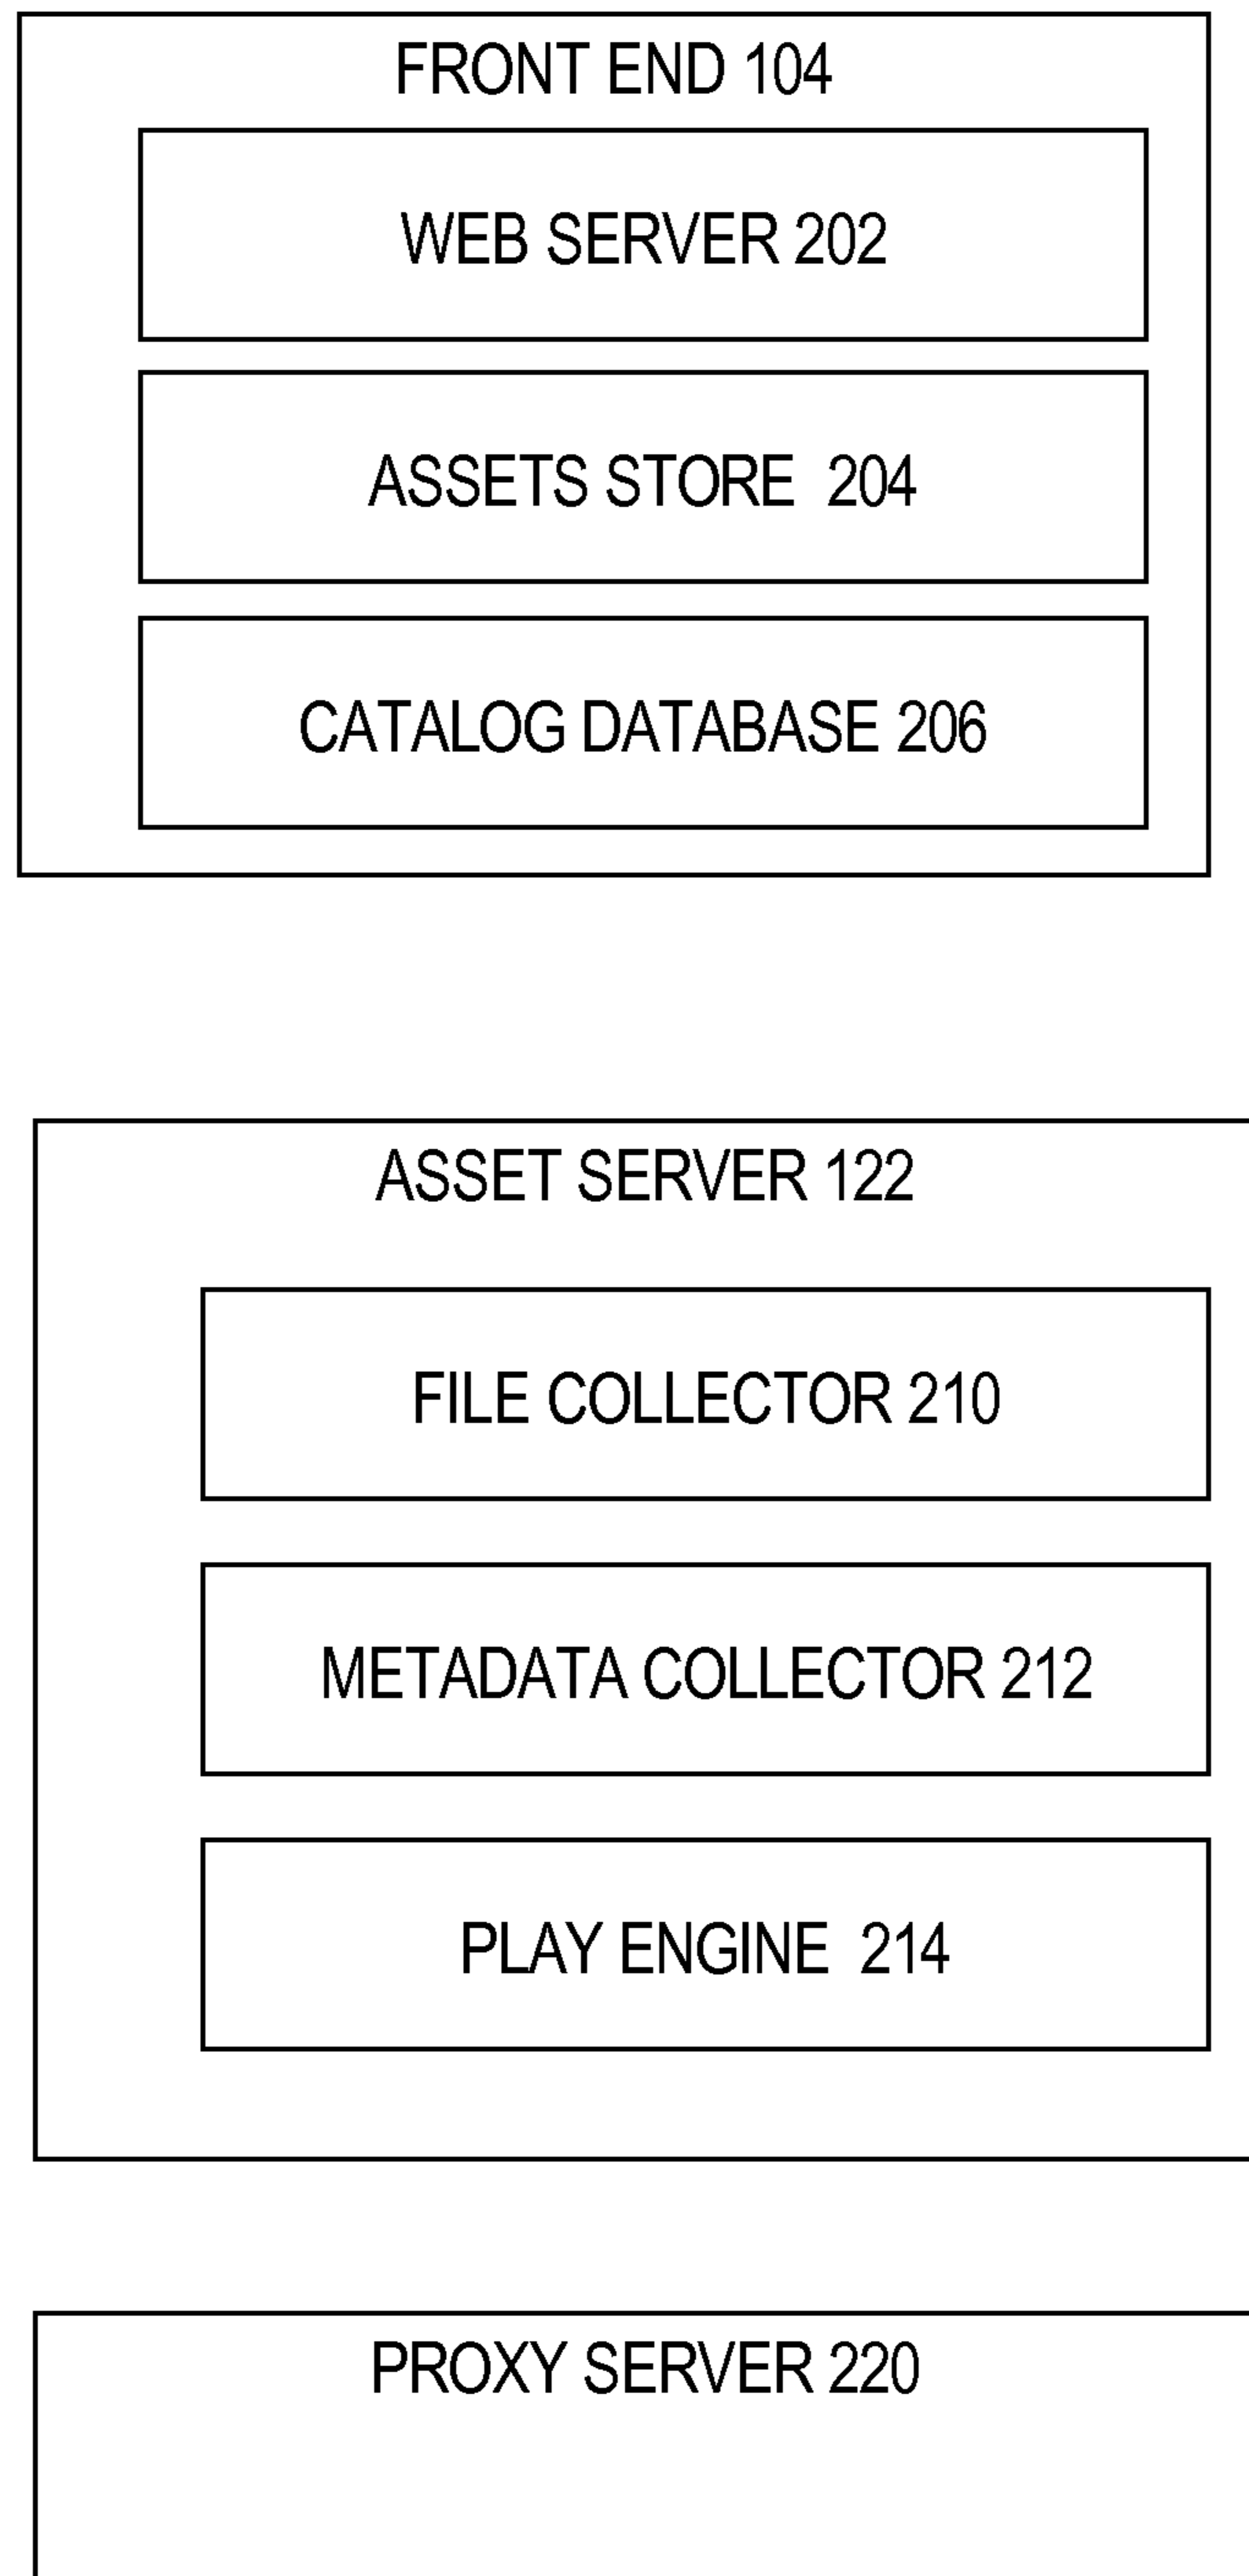 FRONT END 104
WEB SERVER 202
ASSETS STORE 204
CATALOG DATABASE 206
ASSET SERVER 122
FILE COLLECTOR 210
METADATA COLLECTOR 212
PLAY ENGINE 214
PROXY SERVER 220